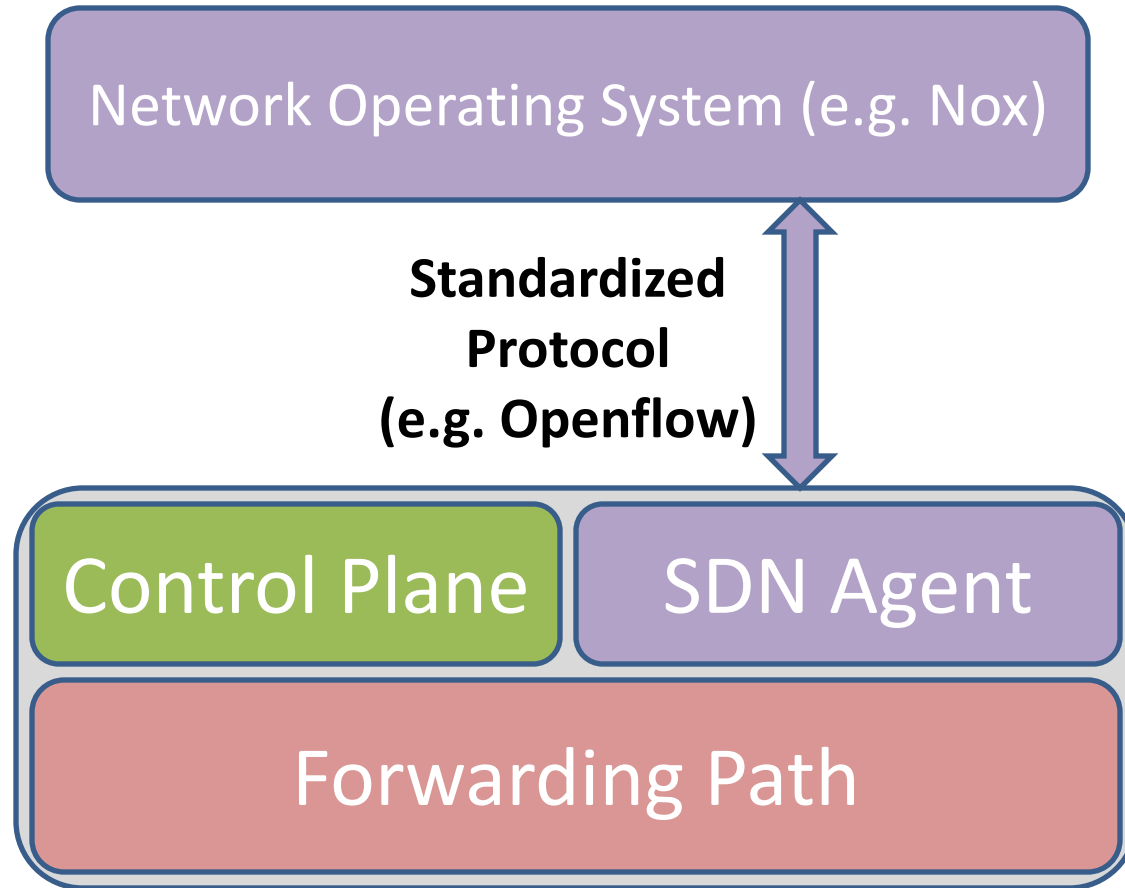 Network Operating System (e.g. Nox)
Standardized
Protocol
(e.g. Openflow)
Control Plane
SDN Agent
Forwarding Path